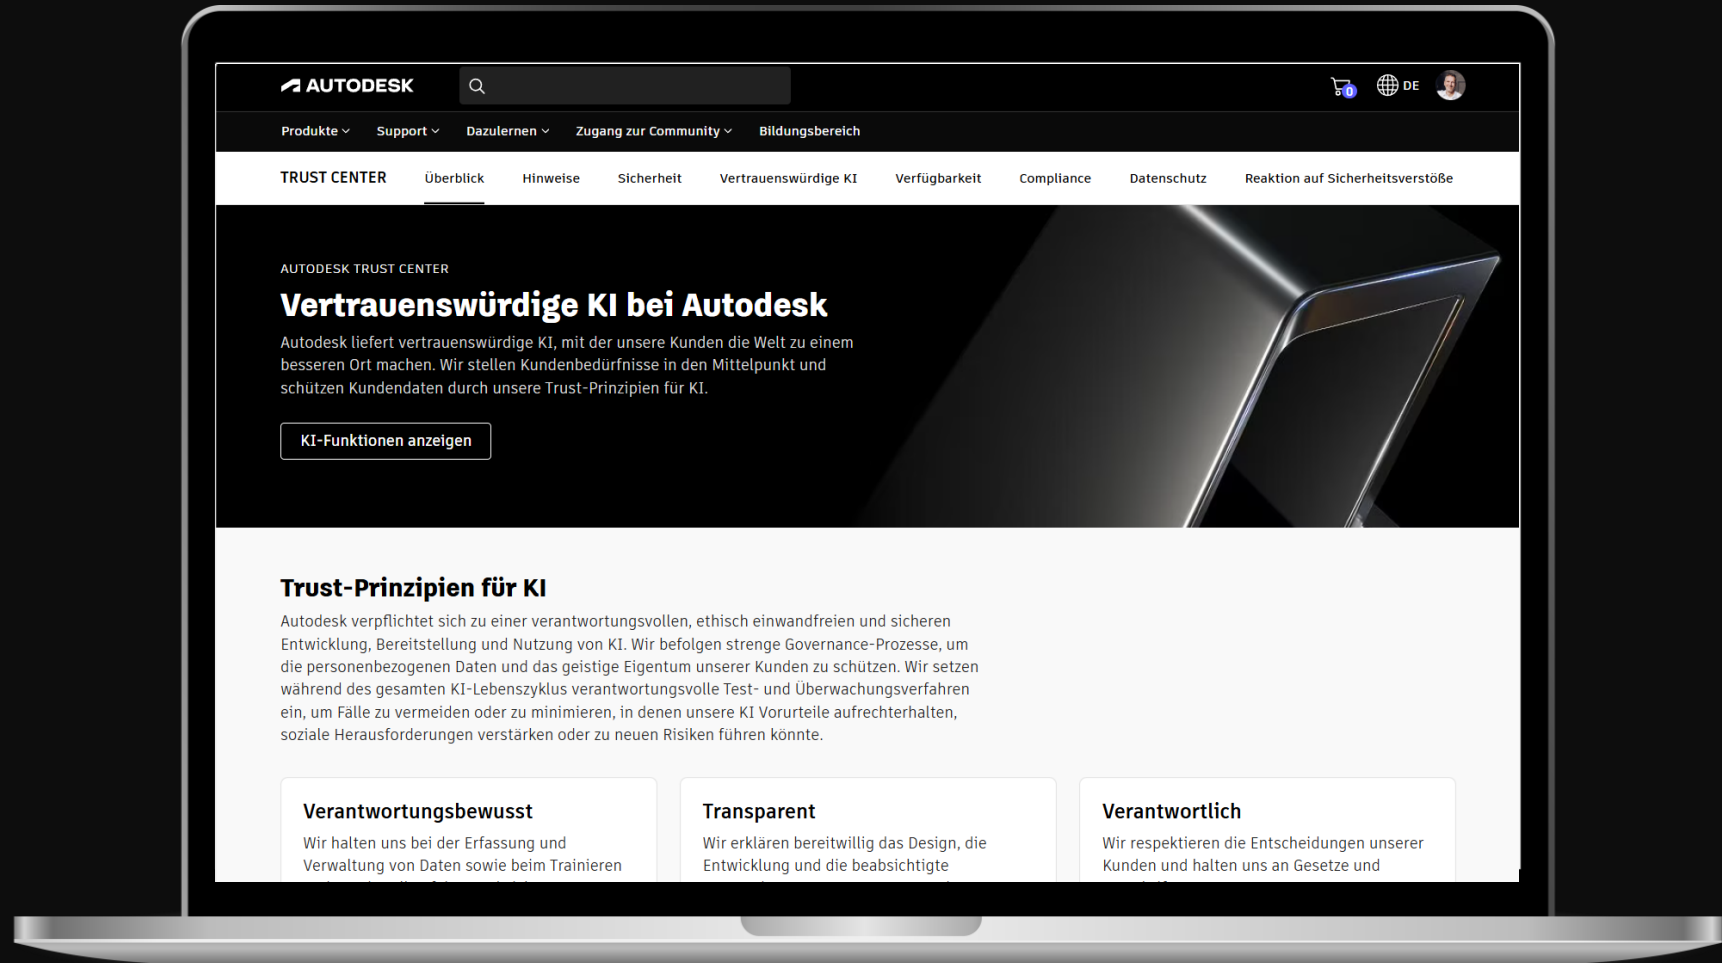 AUTODESK
0
DE
Produkte
Support
Dazulernen
Zugang zur Community
Bildungsbereich
TRUST CENTER
Überblick
Hinweise
Sicherheit
Vertrauenswürdige KI
Verfügbarkeit
Compliance
Datenschutz
Reaktion auf Sicherheitsverstöße
AUTODESK TRUST CENTER
Vertrauenswürdige KI bei Autodesk
Autodesk liefert vertrauenswürdige KI, mit der unsere Kunden die Welt zu einem
besseren Ort machen. Wir stellen Kundenbedürfnisse in den Mittelpunkt und
schützen Kundendaten durch unsere Trust-Prinzipien für KI.
KI-Funktionen anzeigen
Trust-Prinzipien für KI
Autodesk verpflichtet sich zu einer verantwortungsvollen, ethisch einwandfreien und sicheren
Entwicklung, Bereitstellung und Nutzung von KI. Wir befolgen strenge Governance-Prozesse, um
die personenbezogenen Daten und das geistige Eigentum unserer Kunden zu schützen. Wir setzen
während des gesamten KI-Lebenszyklus verantwortungsvolle Test- und Überwachungsverfahren
ein, um Fälle zu vermeiden oder zu minimieren, in denen unsere KI Vorurteile aufrechterhalten,
soziale Herausforderungen verstärken oder zu neuen Risiken führen könnte.
Verantwortungsbewusst
Wir halten uns bei der Erfassung und
Verwaltung von Daten sowie beim Trainieren
Transparent
Wir erklären bereitwillig das Design, die
Entwicklung und die beabsichtigte
Verantwortlich
Wir respektieren die Entscheidungen unserer
Kunden und halten uns an Gesetze und